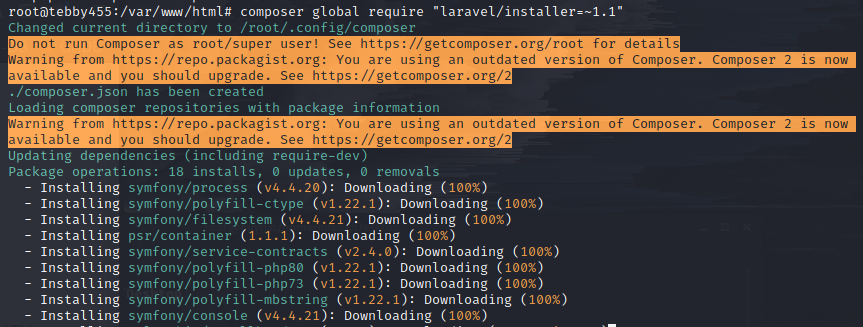 root@tebby455:/var/www/html# composer global require "laravel/installer=~1.1"
Changed current directory to /root/.config/composer
Do not run Composer as root/super user! See https://getcomposer.org/root for details
Warning from https://repo.packagist.org: You are using an outdated version of Composer. Composer 2 is now
available and you should upgrade. See https://getcomposer.org/2
./composer.json has been created
Loading composer repositories with package information
Warning from https://repo.packagist.org: You are using an outdated version of Composer. Composer 2 is now
available and you should upgrade. See https://getcomposer.org/2
Updating dependencies (including require-dev)
Package operations: 18 installs, 0 updates, 0 removals
  - Installing symfony/process (v4.4.20): Downloading (100%)
  - Installing symfony/polyfill-ctype (v1.22.1): Downloading (100%)
  - Installing symfony/filesystem (v4.4.21): Downloading (100%)
  - Installing psr/container (1.1.1): Downloading (100%)
  - Installing symfony/service-contracts (v2.4.0): Downloading (100%)
  - Installing symfony/polyfill-php80 (v1.22.1): Downloading (100%)
  - Installing symfony/polyfill-php73 (v1.22.1): Downloading (100%)
  - Installing symfony/polyfill-mbstring (v1.22.1): Downloading (100%)
  - Installing symfony/console (v4.4.21): Downloading (100%)